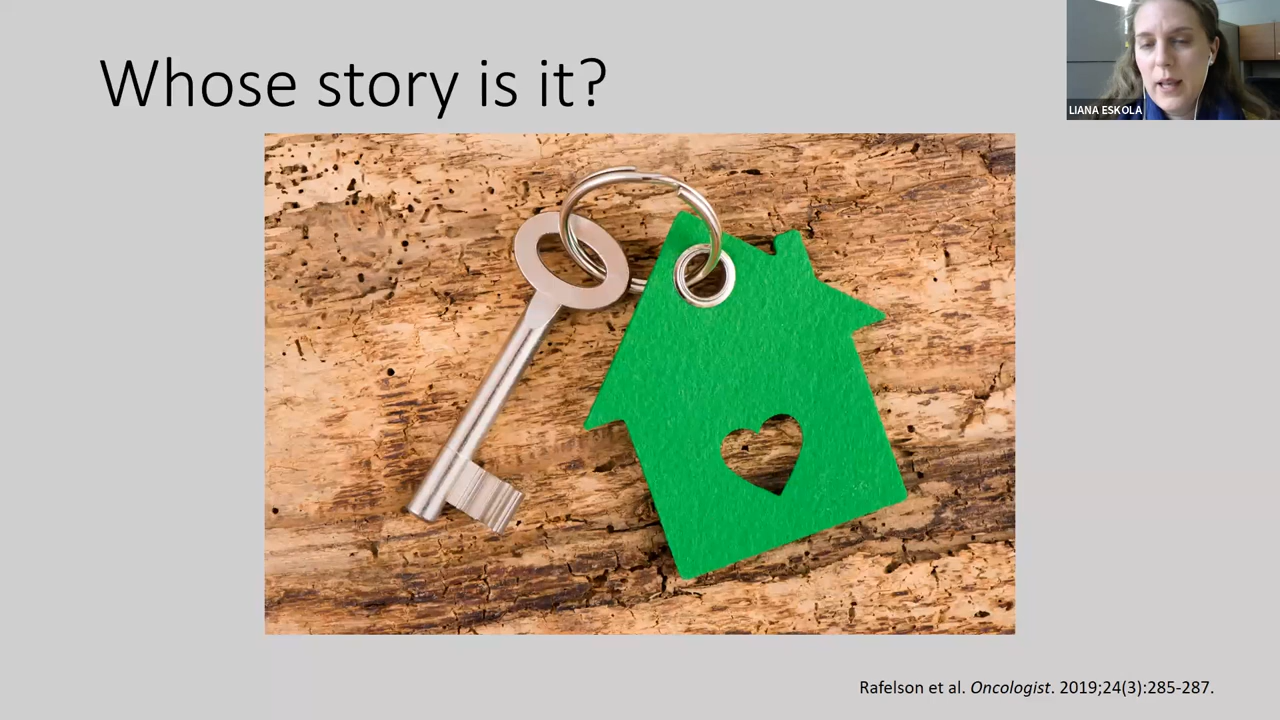 Whose story is it?
LIANA ESKOLA
Rafelson et al. Oncologist. 2019;24(3):285-287.